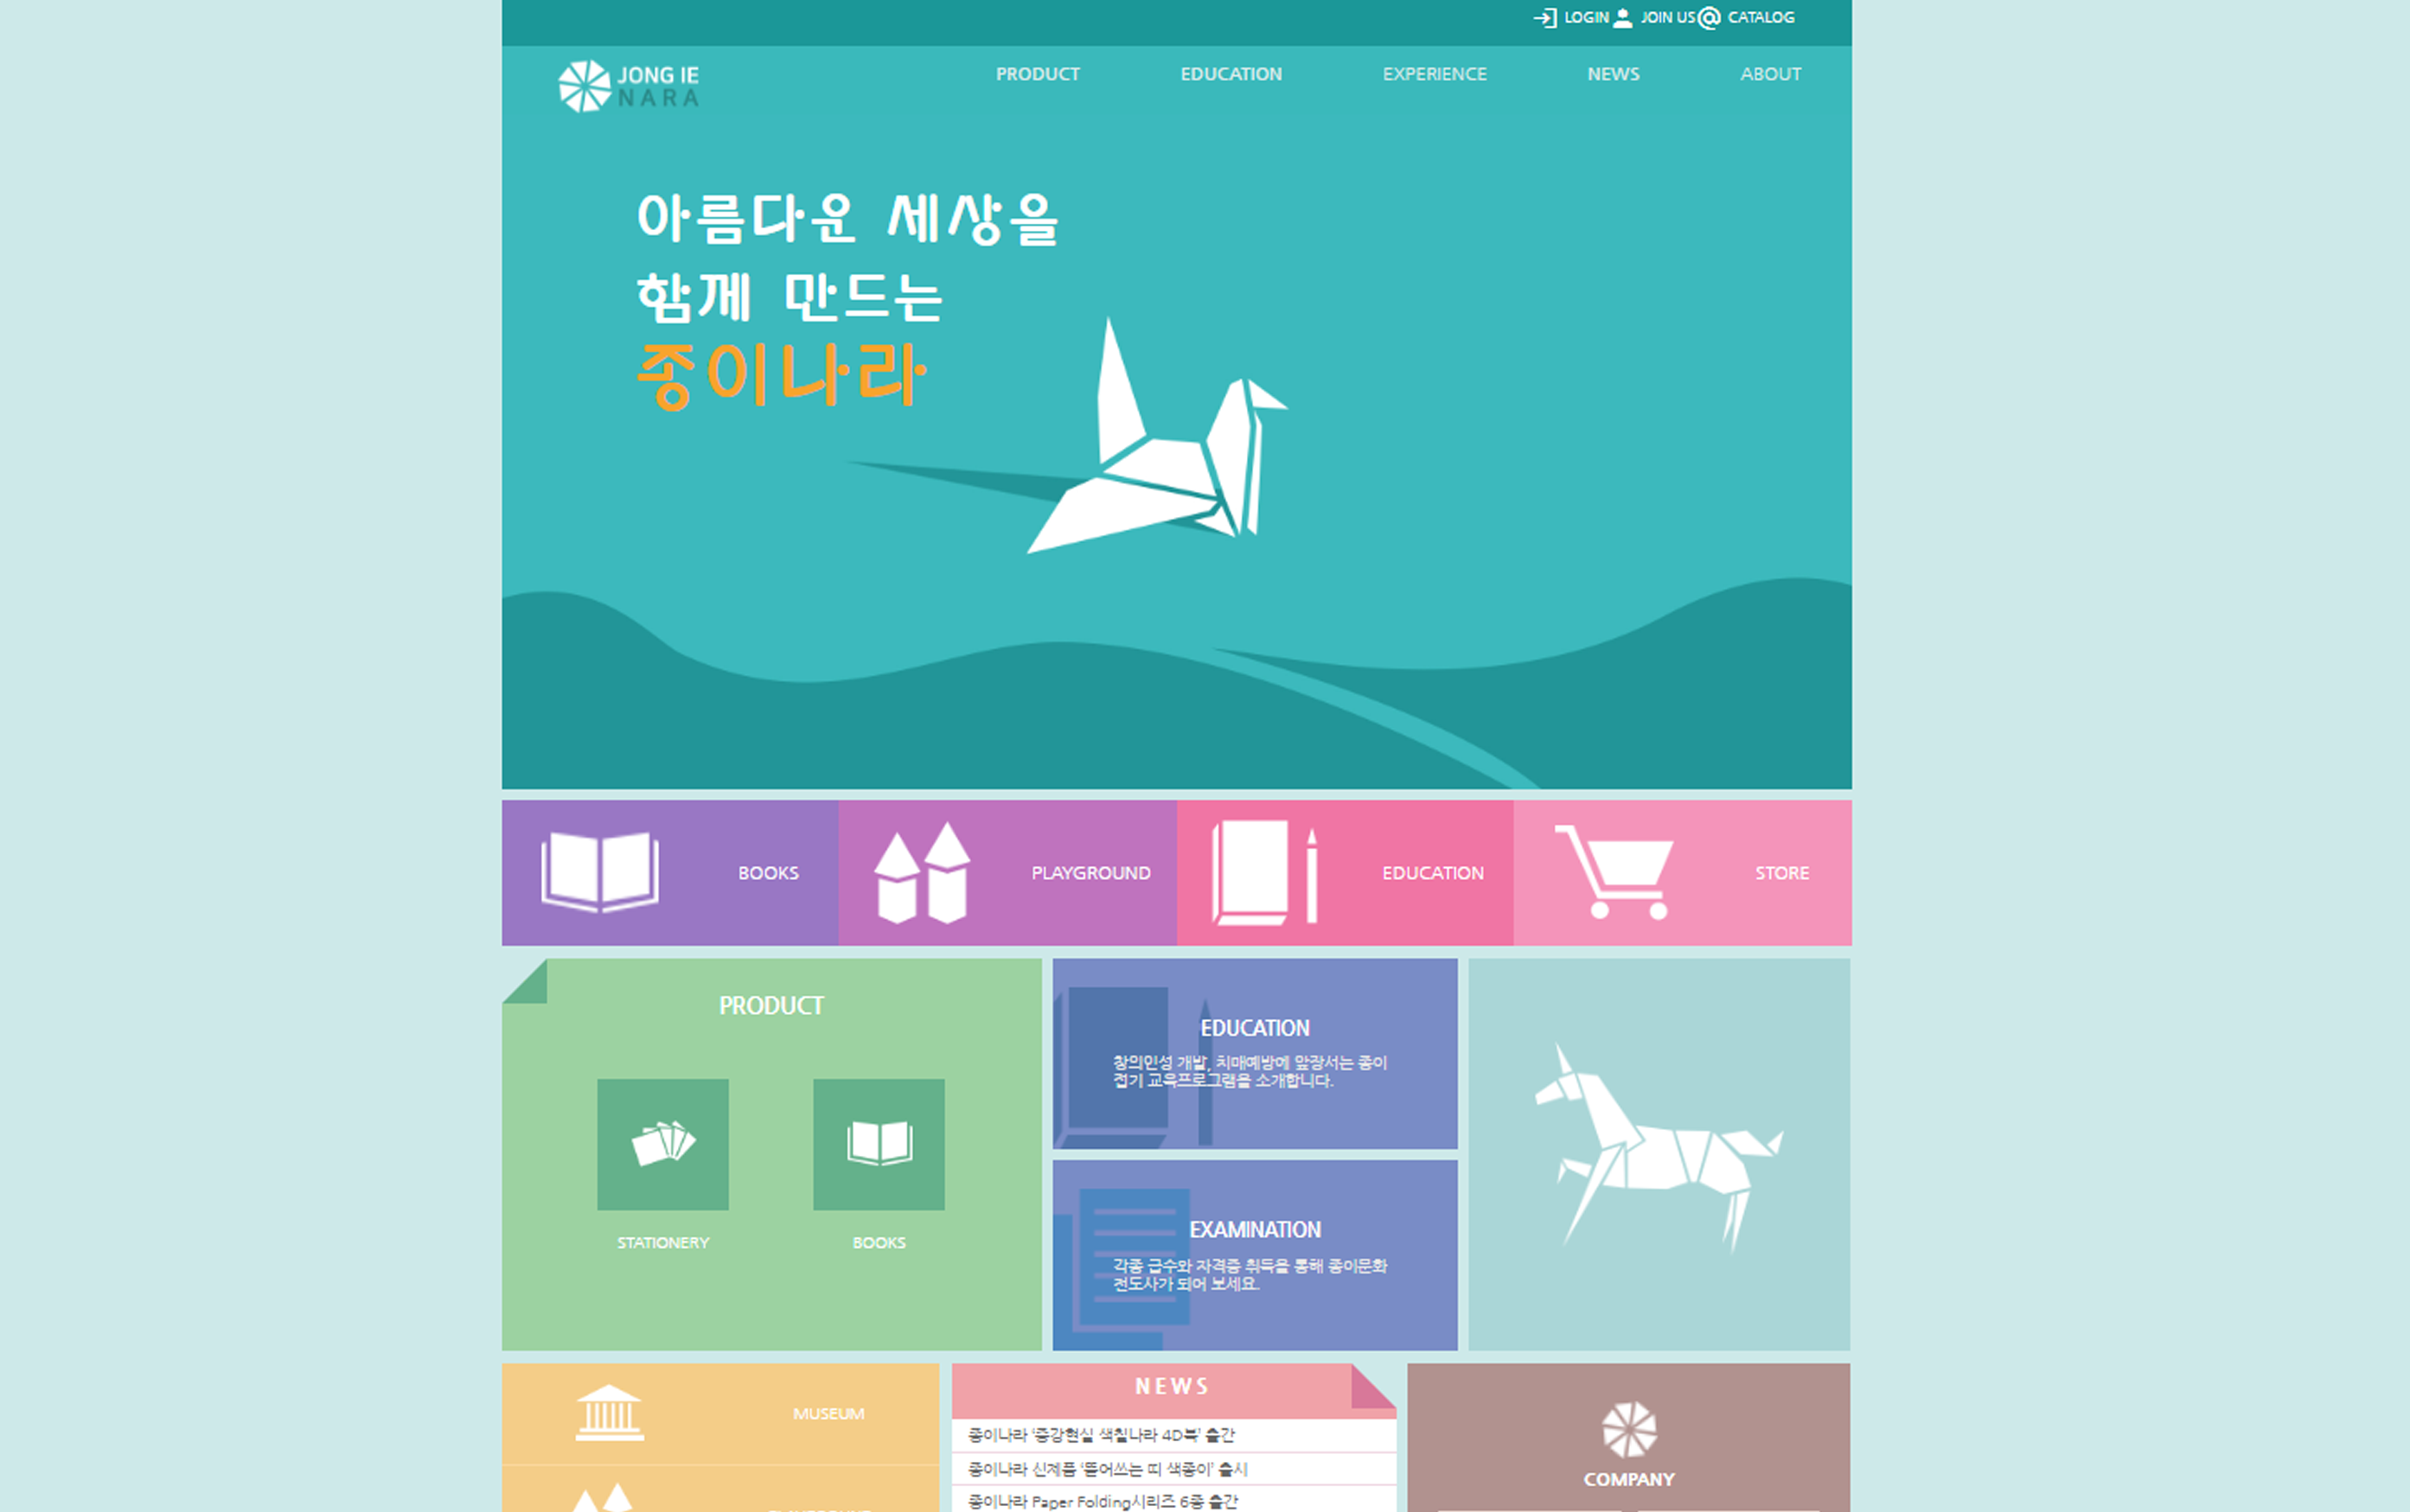 LOGIN JOIN US CATALOG
JONG IE
NARA
PRODUCT EDUCATION EXPERIENCE NEWS ABOUT
아름다운 세상을
함께 만드는
종이나라
BOOKS PLAYGROUND EDUCATION STORE
PRODUCT
STATIONERY BOOKS
EDUCATION
창의인성 개발, 치매예방에 앞장서는 종이
접기 교육프로그램을 소개합니다.
EXAMINATION
각종 급수와 자격증 취득을 통해 종이문화
전도사가 되어 보세요.
MUSEUM
NEWS
종이나라 '증강현실 색칠나라 4D북' 출간
종이나라 신제품 '뜯어쓰는 띠 색종이' 출시
종이나라 Paper Folding시리즈 6종 출간
COMPANY